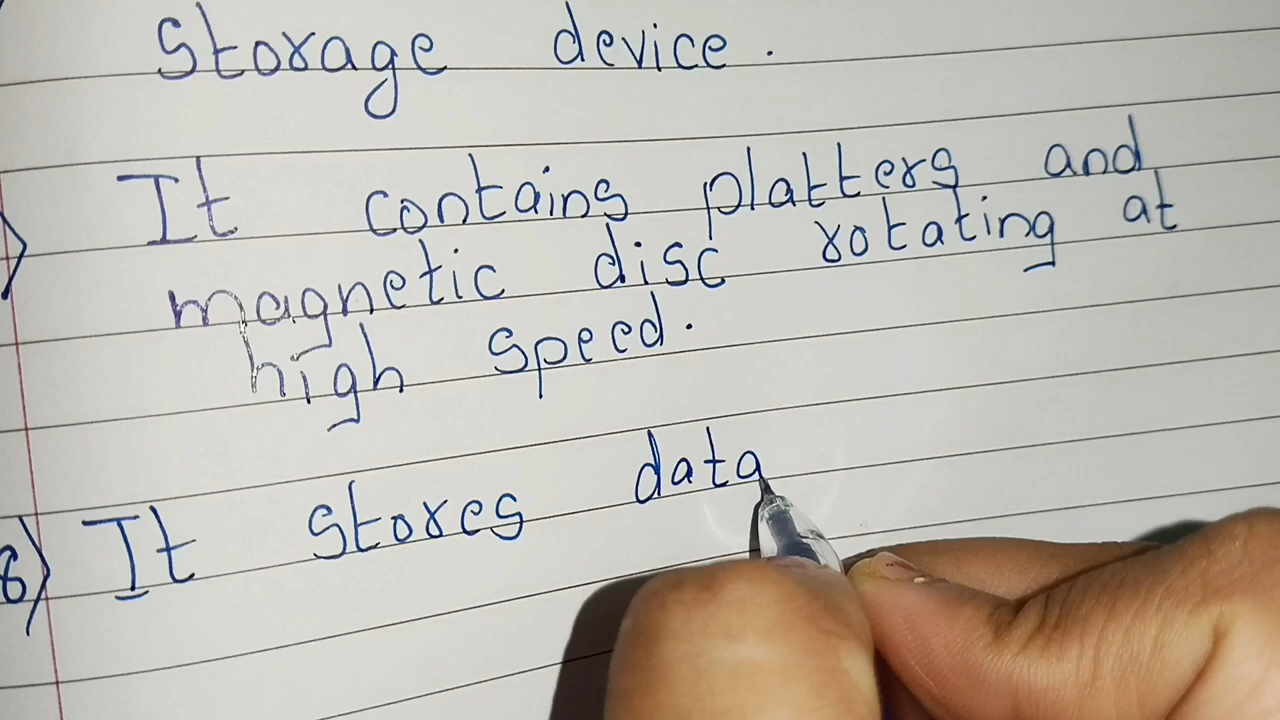 Storage device.
) It contains platters and
magnetic disc rotating at
high speed.
6) It stores data